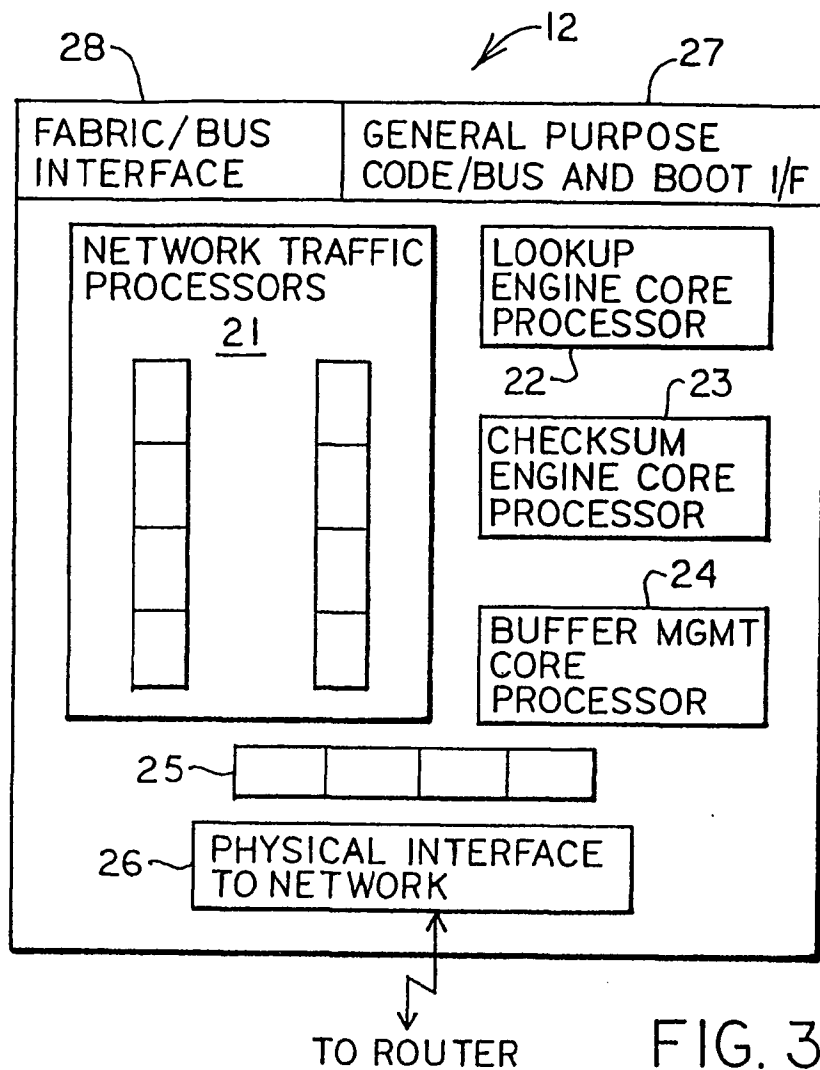 12
28
27
FABRIC/BUS
INTERFACE
GENERAL PURPOSE
CODE/BUS AND BOOT I/F
NETWORK TRAFFIC
PROCESSORS
21
LOOKUP
ENGINE CORE
PROCESSOR
22
23
CHECKSUM
ENGINE CORE
PROCESSOR
24
BUFFER MGMT
CORE
PROCESSOR
25
26
PHYSICAL INTERFACE
TO NETWORK
TO ROUTER
FIG. 3